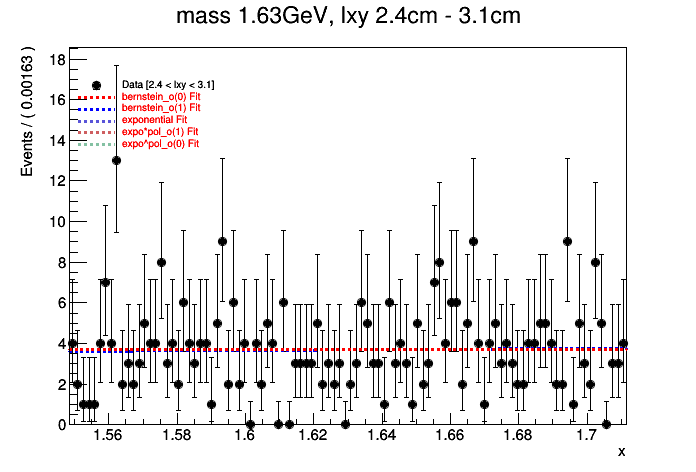 mass 1.63GeV, lxy 2.4cm - 3.1cm
Events / ( 0.00163 )
18
16
14
12
10
8
6
4
2
0
Data [2.4 < lxy < 3.1]
bernstein_o(0) Fit
bernstein_o(1) Fit
exponential Fit
expo*pol_o(1) Fit
expo^pol_o(0) Fit
1.56 1.58 1.6 1.62 1.64 1.66 1.68 1.7
x